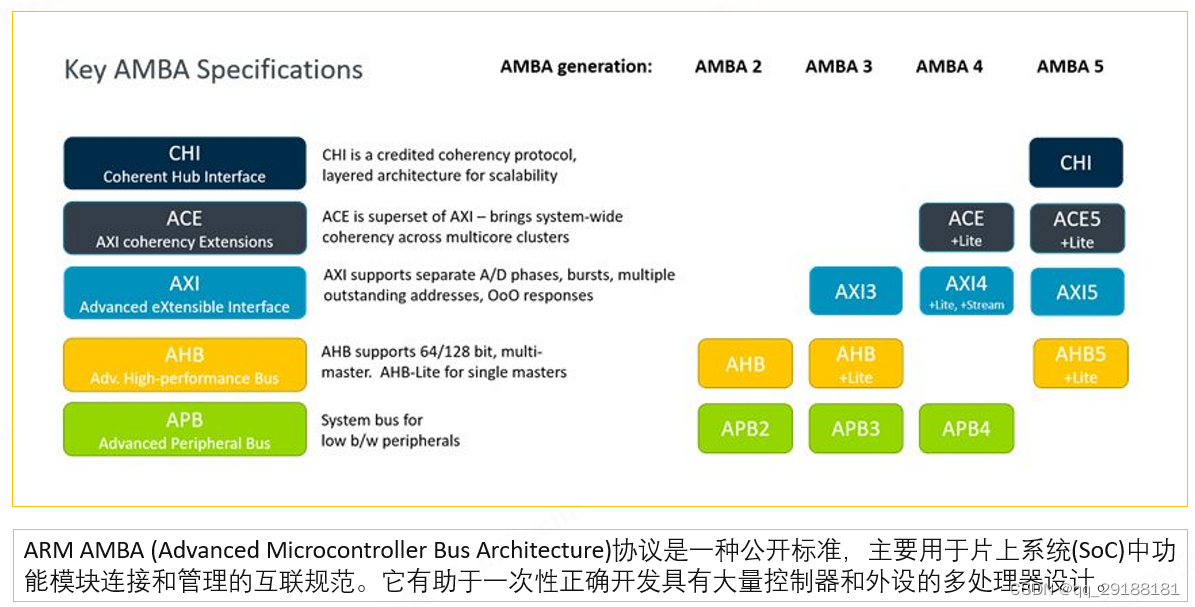 Key AMBA Specifications
AMBA generation: AMBA 2 AMBA 3 AMBA 4 AMBA 5
CHI
Coherent Hub Interface
CHI is a credited coherency protocol,
layered architecture for scalability
CHI
ACE
AXI coherency Extensions
ACE is superset of AXI – brings system-wide
coherency across multicore clusters
ACE
+Lite
ACE5
+Lite
AXI
Advanced eXtensible Interface
AXI supports separate A/D phases, bursts, multiple
outstanding addresses, OoO responses
AXI3
AXI4
+Lite, +Stream
AXI5
AHB
Adv. High-performance Bus
AHB supports 64/128 bit, multi-
master. AHB-Lite for single masters
AHB
AHB
+Lite
AHB5
+Lite
APB
Advanced Peripheral Bus
System bus for
low b/w peripherals
APB2
APB3
APB4
ARM AMBA (Advanced Microcontroller Bus Architecture)协议是一种公开标准，主要用于片上系统(SoC)中功
能模块连接和管理的互联规范。它有助于一次性正确开发具有大量控制器和外设的多处理器设计。
CSDN @qq_29188181